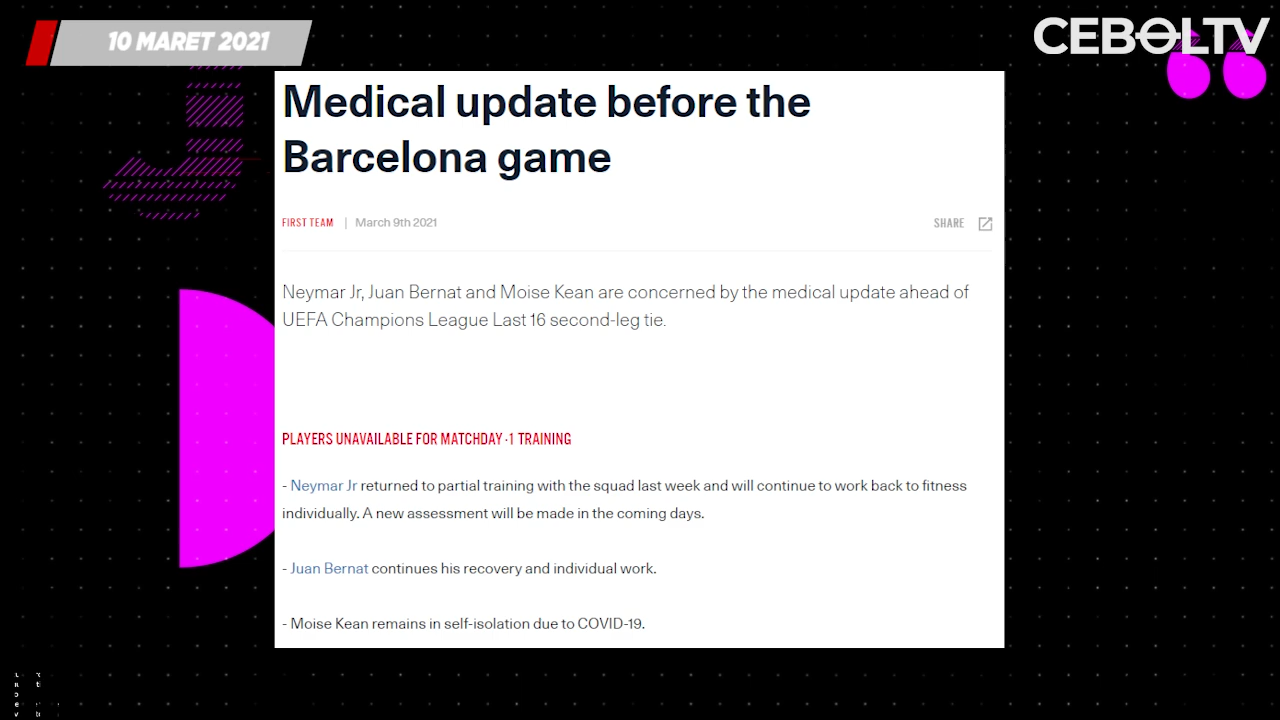 10 MARET 2021
CEBOLTV
Medical update before the
Barcelona game
FIRST TEAM | March 9th 2021
SHARE
Neymar Jr, Juan Bernat and Moise Kean are concerned by the medical update ahead of
UEFA Champions League Last 16 second-leg tie.
PLAYERS UNAVAILABLE FOR MATCHDAY -1 TRAINING
- Neymar Jr returned to partial training with the squad last week and will continue to work back to fitness
individually. A new assessment will be made in the coming days.
- Juan Bernat continues his recovery and individual work.
- Moise Kean remains in self-isolation due to COVID-19.